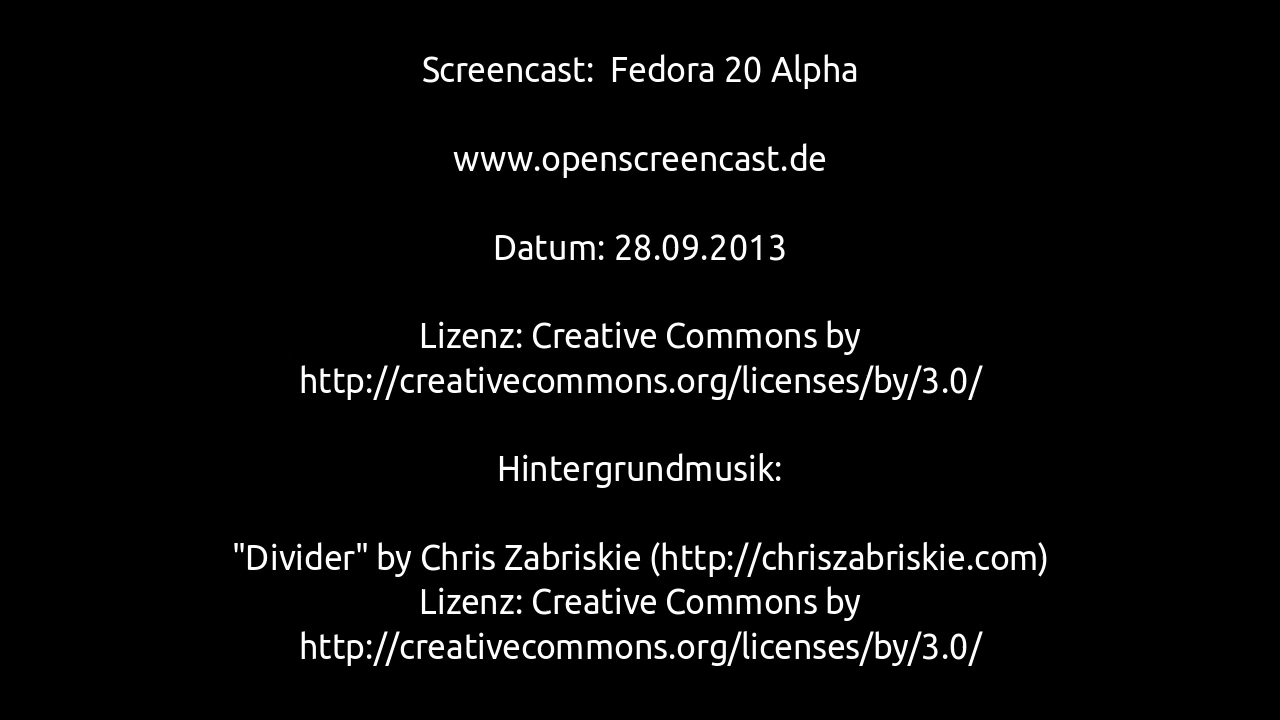 Screencast:  Fedora 20 Alpha
www.openscreencast.de
Datum: 28.09.2013
Lizenz: Creative Commons by
http://creativecommons.org/licenses/by/3.0/
Hintergrundmusik:
"Divider" by Chris Zabriskie (http://chriszabriskie.com)
Lizenz: Creative Commons by
http://creativecommons.org/licenses/by/3.0/